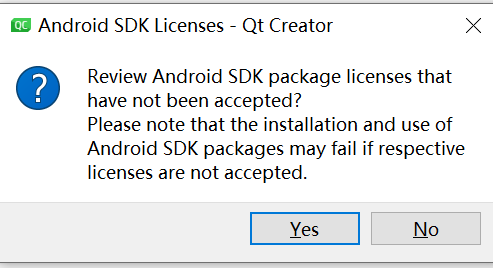 QC Android SDK Licenses - Qt Creator
Review Android SDK package licenses that
have not been accepted?
Please note that the installation and use of
Android SDK packages may fail if respective
licenses are not accepted.
Yes No